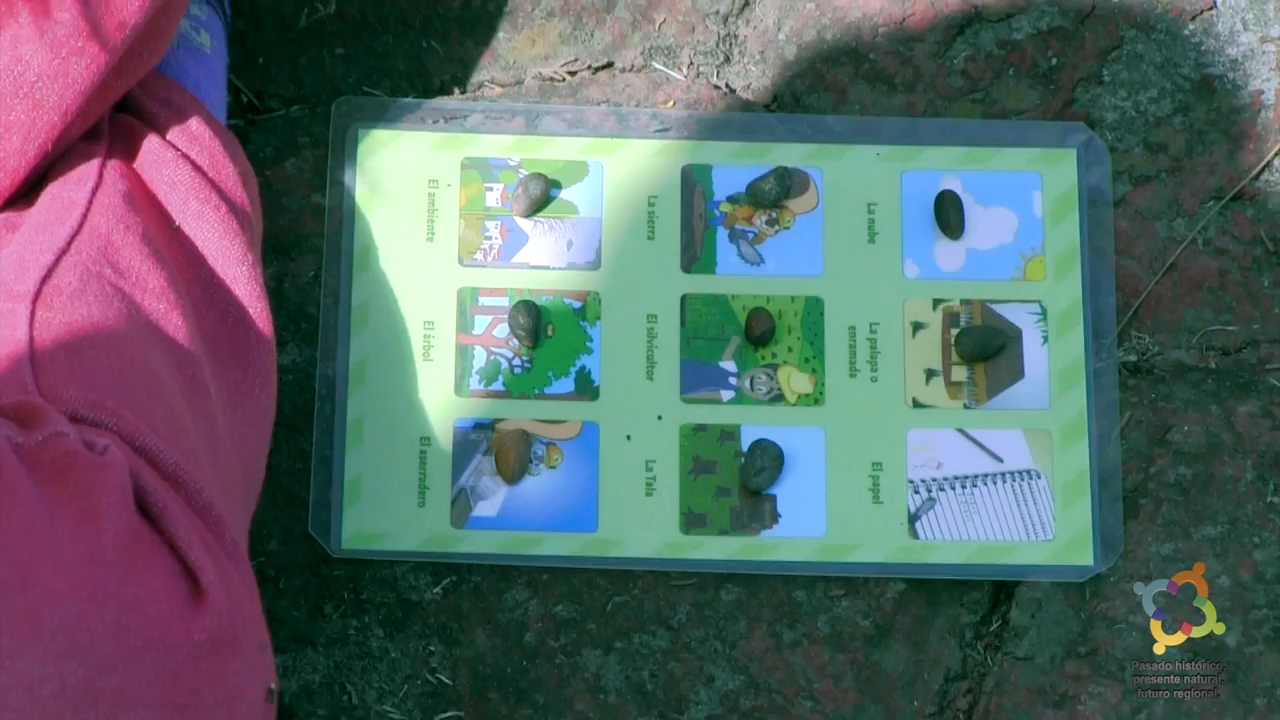 El ambiente
El árbol
El aserradero
La sierra
El silvicultor
La Tala
La nube
La palapa o
enramada
El papel
Pasado histórico,
presente natural,
futuro regional.